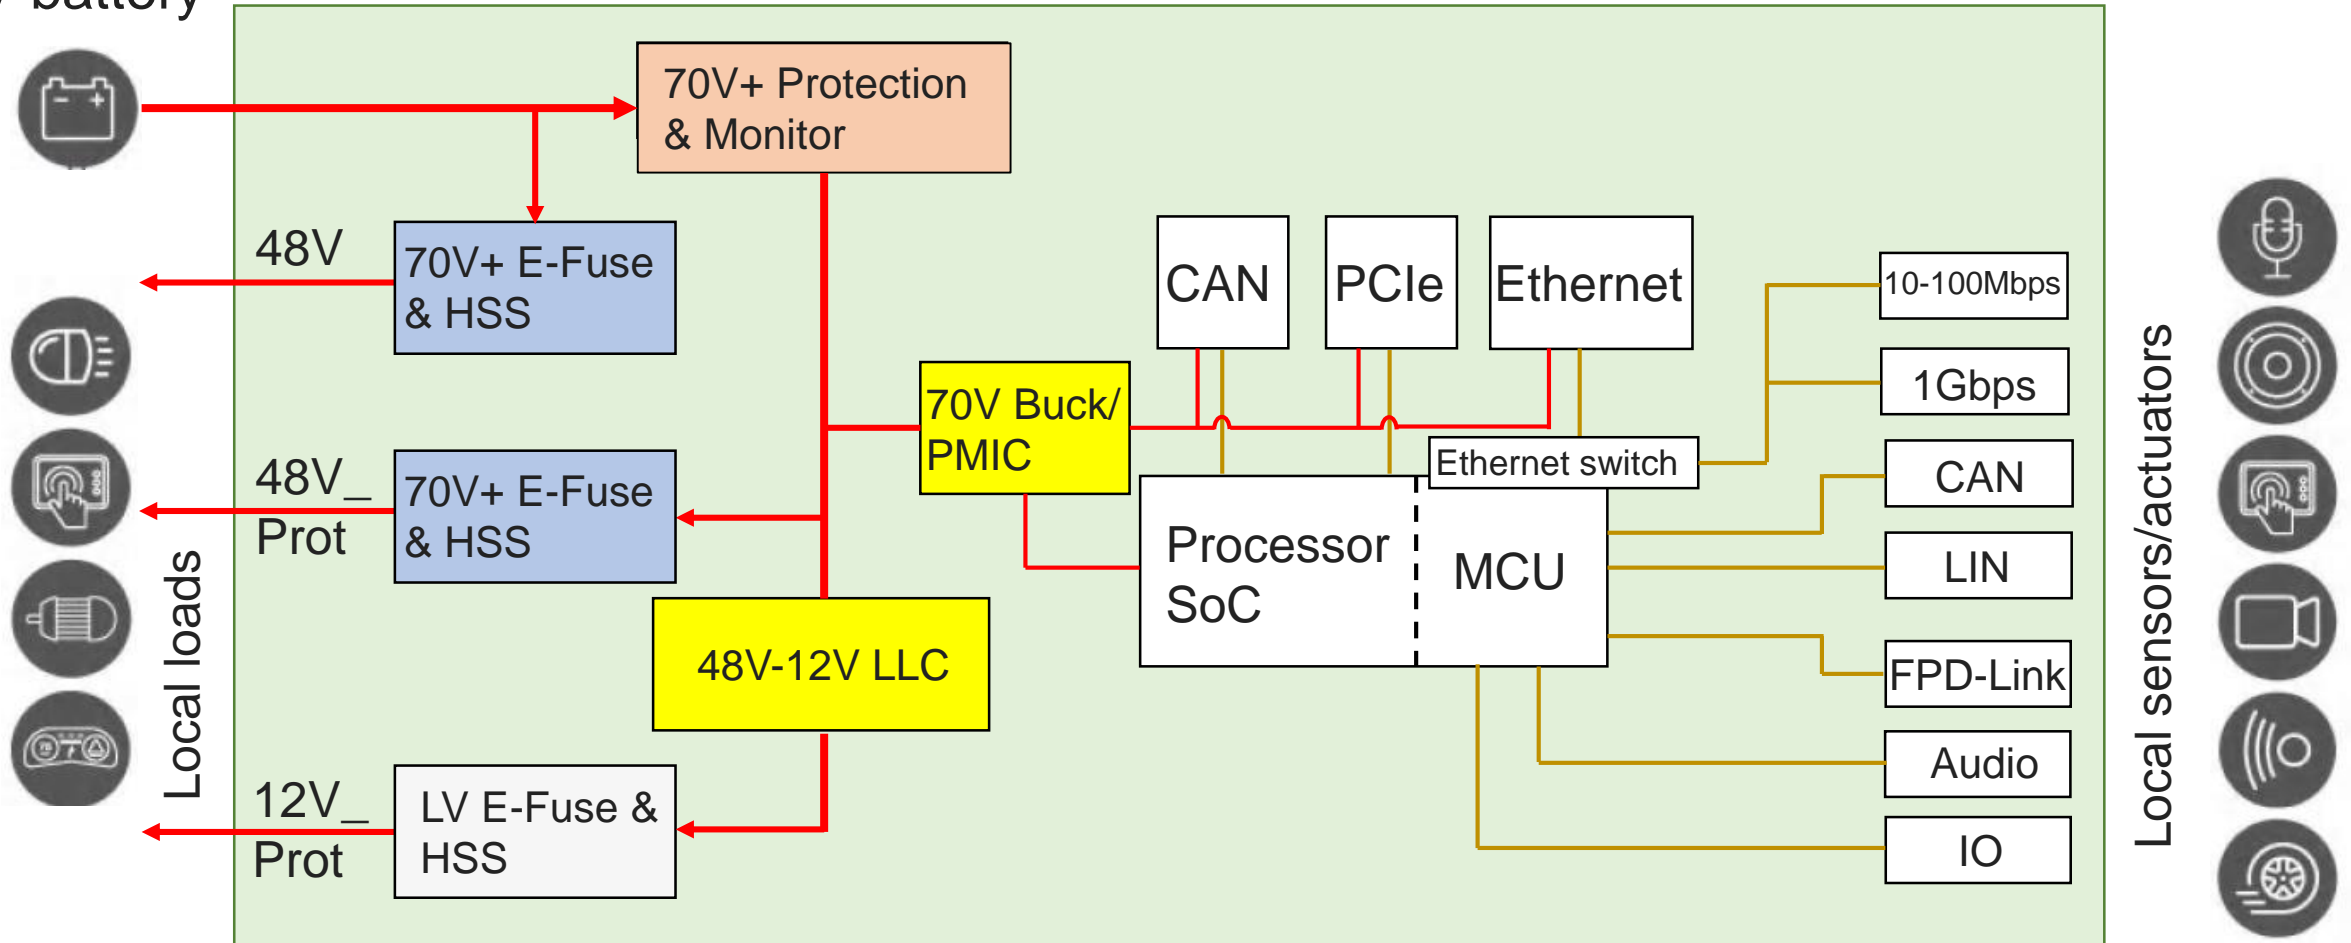 battery
70V+ Protection
& Monitor
48V
70V+ E-Fuse
& HSS
CAN
PCIe
Ethernet
10-100Mbps
1Gbps
70V Buck/
PMIC
Ethernet switch
CAN
48V_
Prot
70V+ E-Fuse
& HSS
Processor
SoC
MCU
LIN
48V-12V LLC
FPD-Link
Audio
12V_
Prot
LV E-Fuse &
HSS
IO
Local loads
Local sensors/actuators